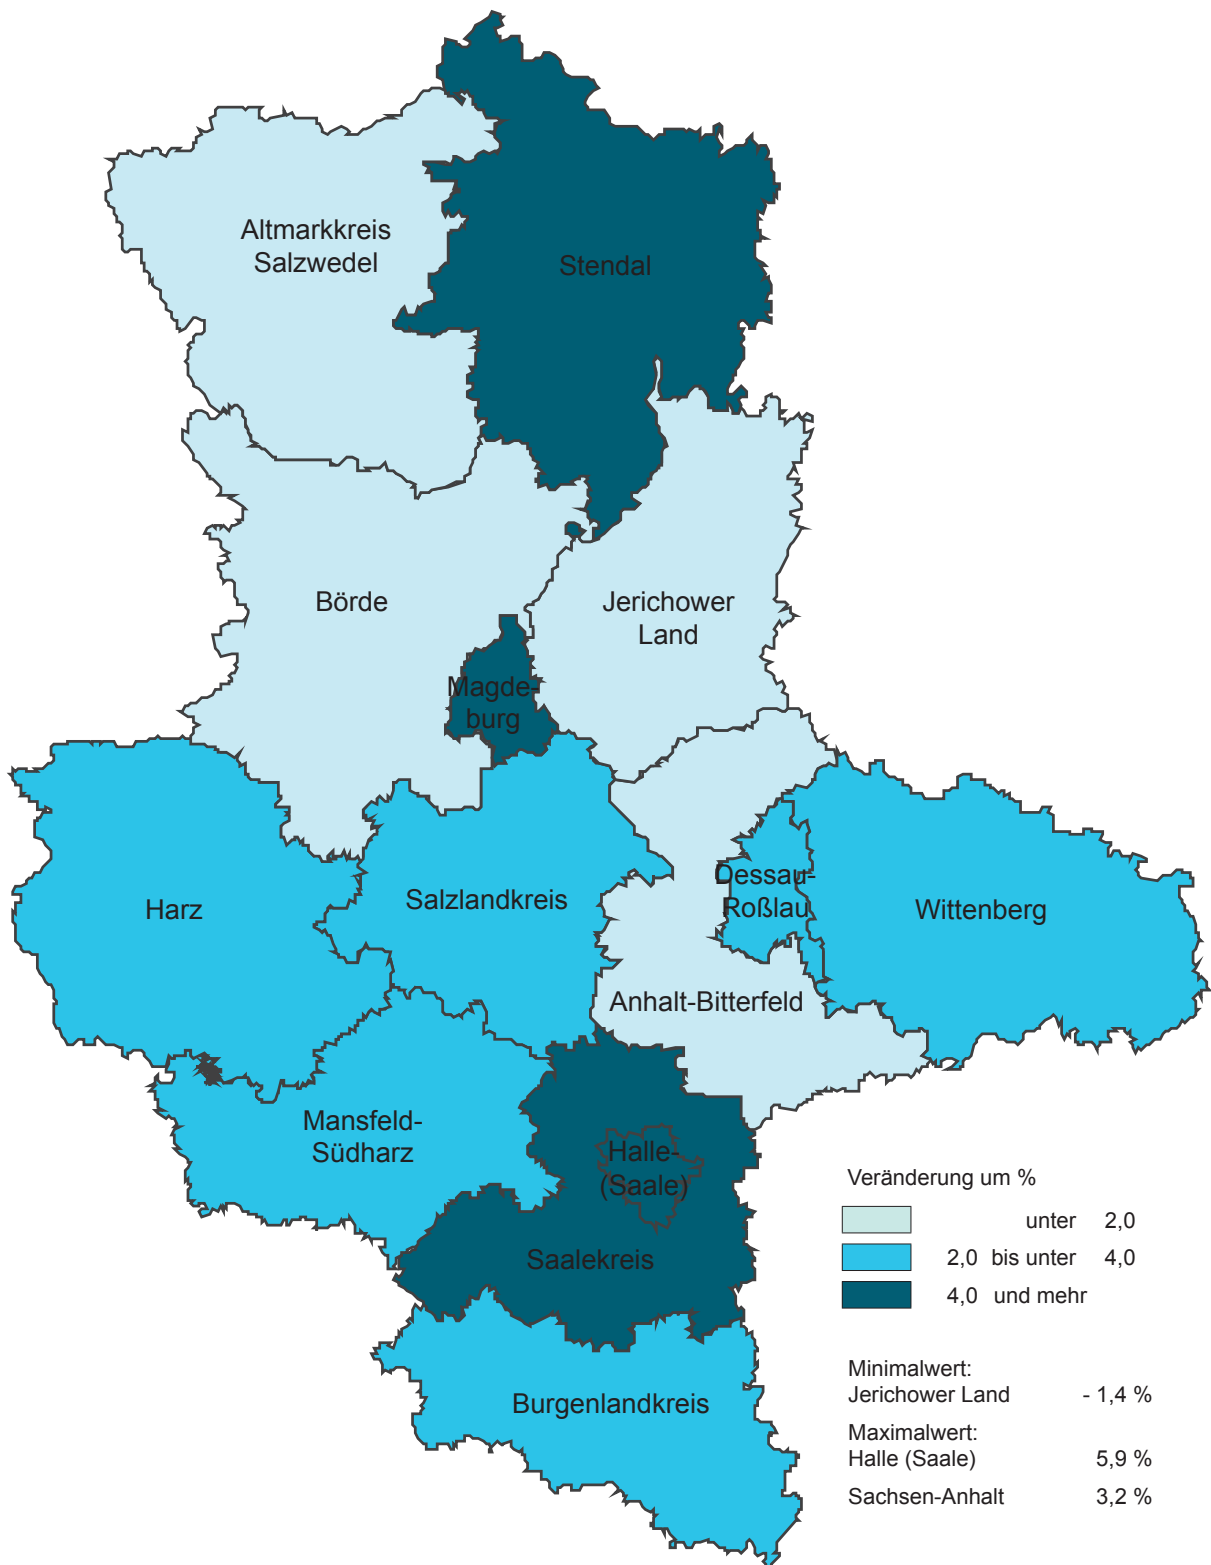 Altmarkkreis
Salzwedel
Stendal
Börde
Jerichower
Land
Magde-
burg
Harz
Salzlandkreis
Dessau-
Roßlau
Wittenberg
Anhalt-Bitterfeld
Mansfeld-
Südharz
Halle-
(Saale)
Saalekreis
Burgenlandkreis
Veränderung um %
unter 2,0
2,0 bis unter 4,0
4,0 und mehr
Minimalwert:
Jerichower Land - 1,4 %
Maximalwert:
Halle (Saale) 5,9 %
Sachsen-Anhalt 3,2 %